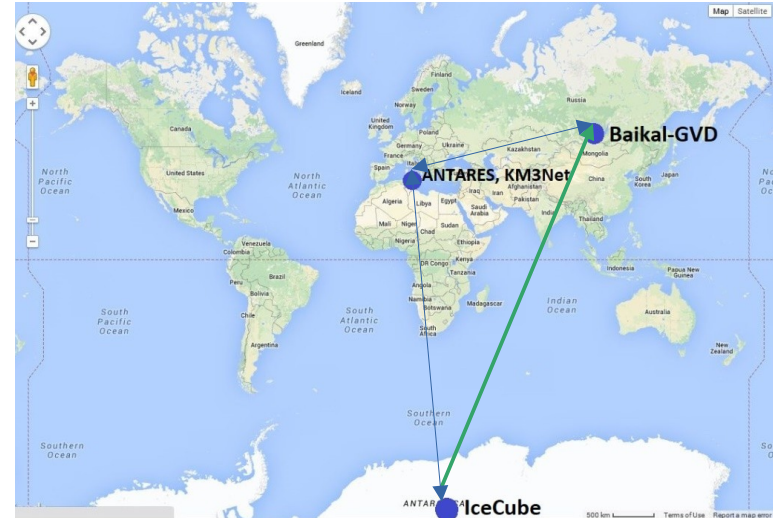 Map
Satellite
Greenland
Iceland
Finland
Sweden
Norway
Russia
United
Kingdom
Canada
Poland
Baikal-GVD
Germany
Ukraine
Kazakhstan
Mongolia
France
Spain
ANTARES, KM3Net
United States
North
Pacific
Ocean
North
Atlantic
Ocean
Iraq
Iran
Afghanistan
Pakistan
China
South
Korea
Japan
Algeria
Libya
Egypt
Saudi
Arabia
India
Mexico
Mali
Niger
Chad
Sudan
Thailand
Nigeria
Ethiopia
Venezuela
Colombia
DR Congo
Kenya
Tanzania
Indonesia
Papua New
Guinea
Peru
Brazil
Bolivia
Angola
Namibia
Botswana
Madagascar
Chile
South
Pacific
Ocean
South
Atlantic
Ocean
Indian
Ocean
Australia
South
Africa
Argentina
New
Zealand
Southern
Ocean
Southern
Ocean
IceCube
500 km
Terms of Use
Report a map error